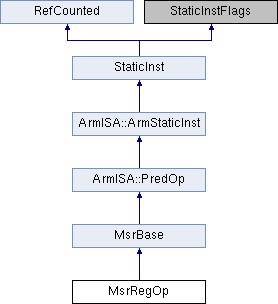 RefCounted
StaticInstFlags
StaticInst
ArmISA::ArmStaticInst
ArmISA::PredOp
MsrBase
MsrRegOp